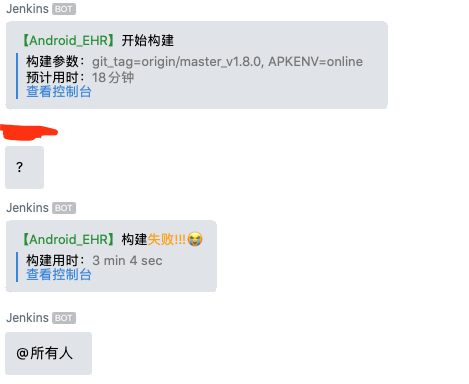 Jenkins BOT
【Android_EHR】开始构建
构建参数：git_tag=origin/master_v1.8.0, APKENV=online
预计用时：18分钟
查看控制台
?
Jenkins BOT
【Android_EHR】构建失败!!!😭
构建用时：3 min 4 sec
查看控制台
Jenkins BOT
@所有人